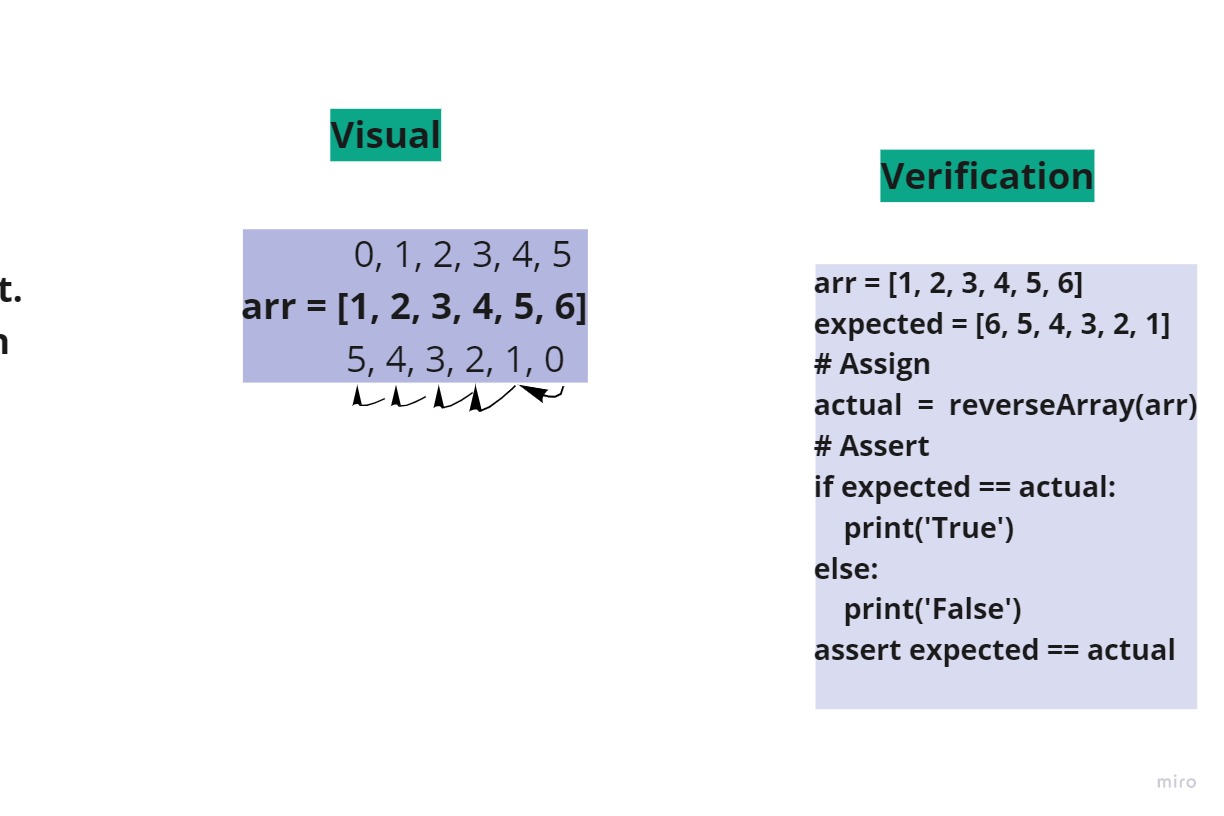 Visual
Verification
t.
n
0, 1, 2, 3, 4, 5
arr = [1, 2, 3, 4, 5, 6]
5, 4, 3, 2, 1, 0
arr = [1, 2, 3, 4, 5, 6]
expected = [6, 5, 4, 3, 2, 1]
# Assign
actual  =  reverseArray(arr)
# Assert
if expected == actual:
    print('True')
else:
    print('False')
assert expected == actual
miro